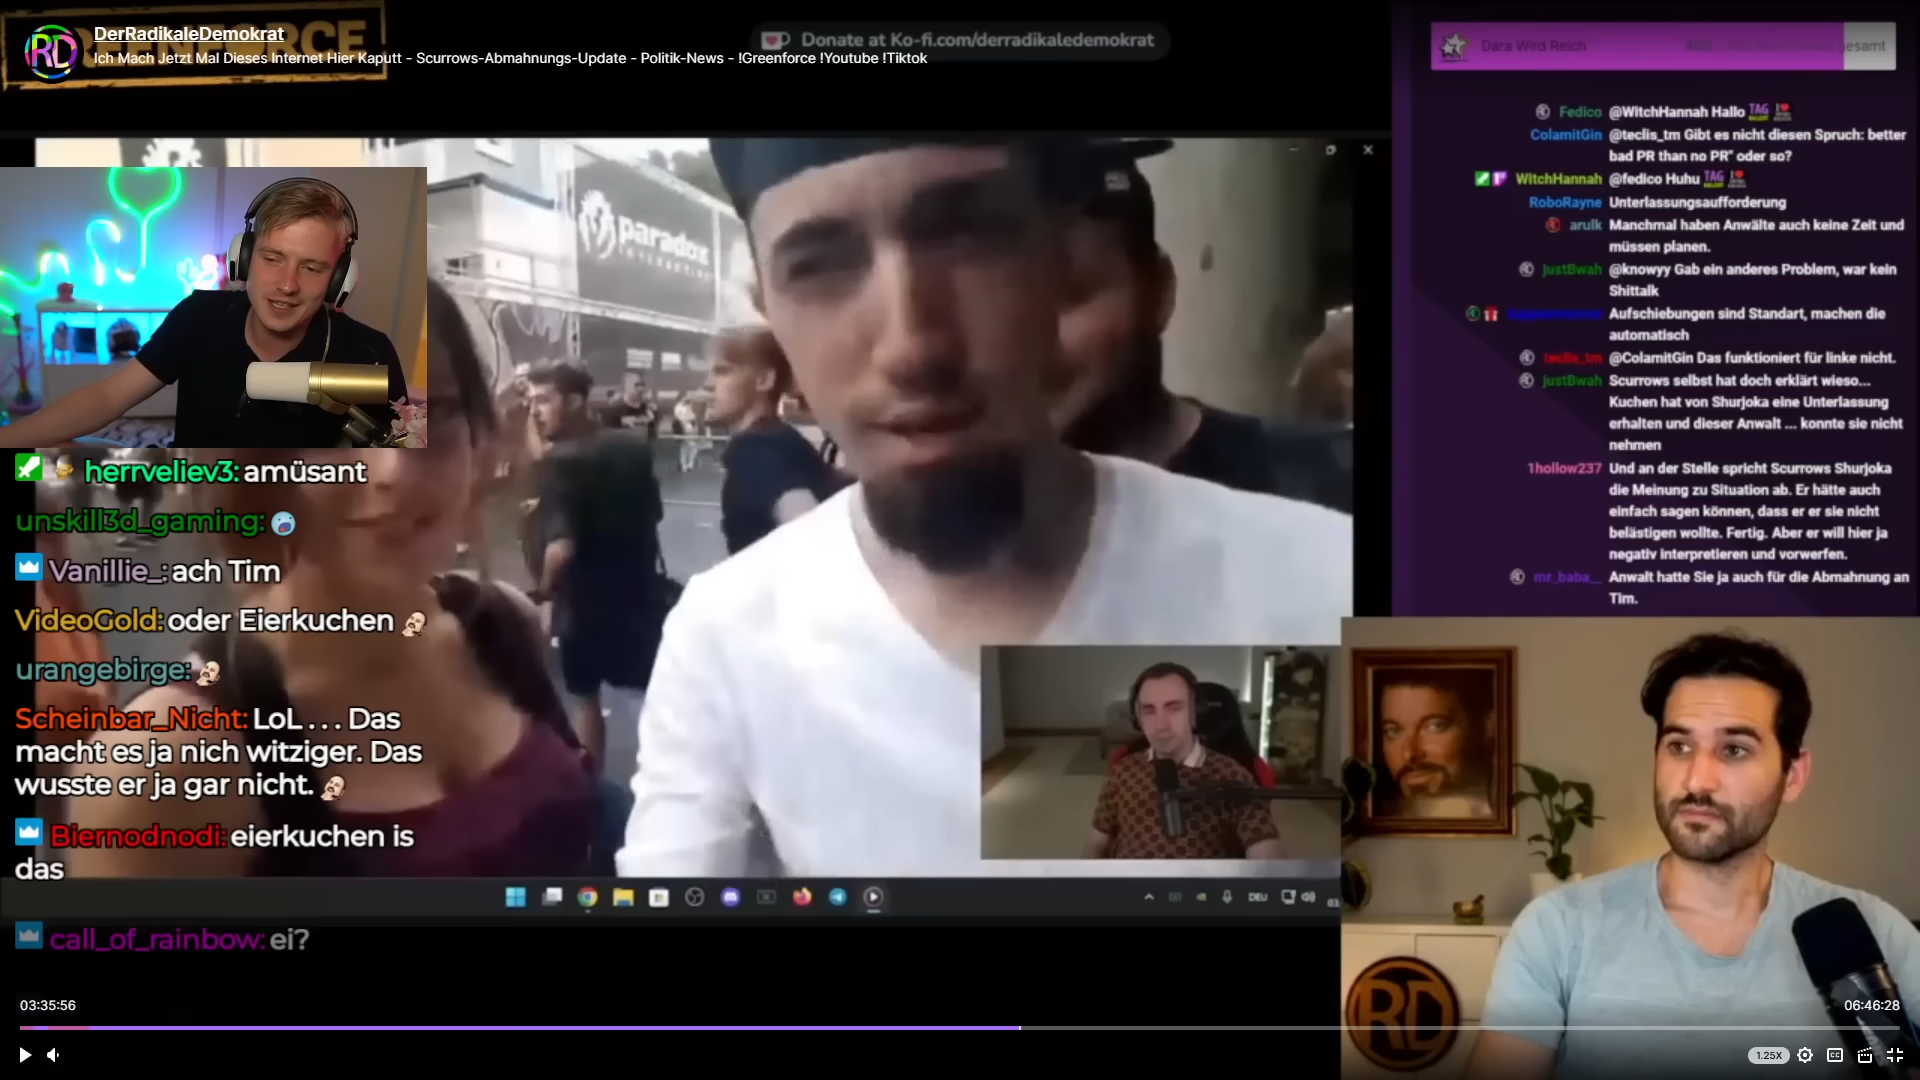 DerRadikaleDemokrat
Ich Mach Jetzt Mal Dieses Internet Hier Kaputt - Scurrows-Abmahnungs-Update - Politik-News - !Greenforce !Youtube !Tiktok
Donate at Ko-fi.com/derradikaledemokrat
Dara Wird Reich
Fedico @WitchHannah Hallo
ColamitGin @teclis_tm Gibt es nicht diesen Spruch: better
bad PR than no PR" oder so?
WitchHannah @fedico Huhu
RoboRayne Unterlassungsaufforderung
arulk Manchmal haben Anwälte auch keine Zeit und
müssen planen.
justBwah @knowyy Gab ein anderes Problem, war kein
Shittalk
Aufschiebungen sind Standart, machen die
automatisch
teclis_tm @ColamitGin Das funktioniert für linke nicht.
justBwah Scurrows selbst hat doch erklärt wieso...
Kuchen hat von Shurjoka eine Unterlassung
erhalten und dieser Anwalt ... konnte sie nicht
nehmen
1hollow237 Und an der Stelle spricht Scurrows Shurjoka
die Meinung zu Situation ab. Er hätte auch
einfach sagen können, dass er er sie nicht
belästigen wollte. Fertig. Aber er will hier ja
negativ interpretieren und vorwerfen.
mr_baba__ Anwalt hatte Sie ja auch für die Abmahnung an
Tim.
paradox
INTERACTIVE
herrveliev3: amüsant
unskill3d_gaming:
Vanillie_: ach Tim
VideoGold: oder Eierkuchen
urangebirge:
Scheinbar_Nicht: LoL . . . . Das
macht es ja nich witziger. Das
wusste er ja gar nicht.
Biernodnodi: eierkuchen is
das
call_of_rainbow: ei?
DEU
RD
03:35:56
06:46:28
1.25X